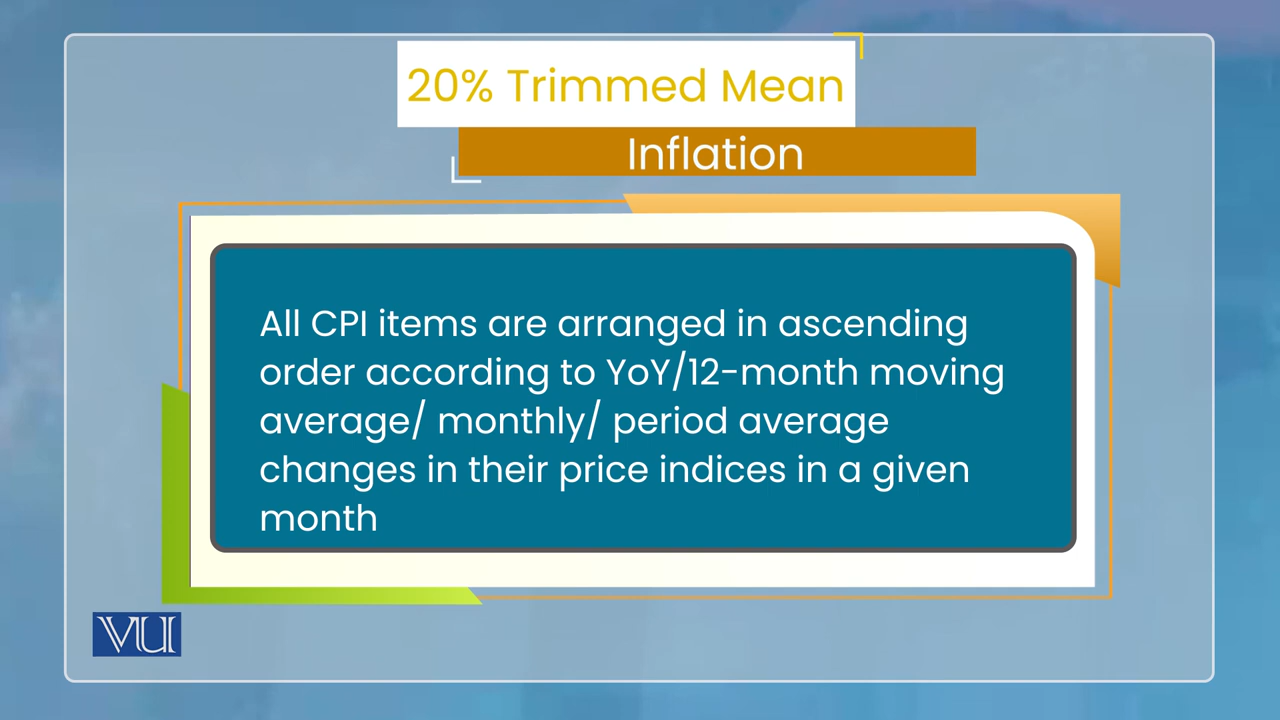 20% Trimmed Mean
Inflation
All CPI items are arranged in ascending
order according to YoY/12-month moving
average/ monthly/ period average
changes in their price indices in a given
month
VU